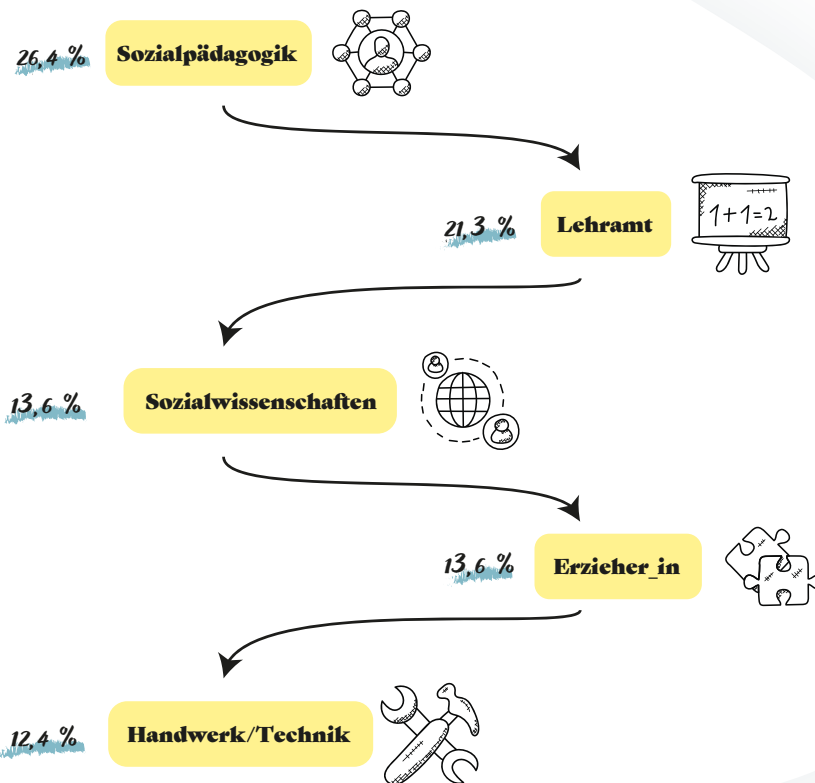 26,4 %
Sozialpädagogik
21,3 %
Lehramt
1+1=2
13,6 %
Sozialwissenschaften
13,6 %
Erzieher_in
12,4 %
Handwerk/Technik